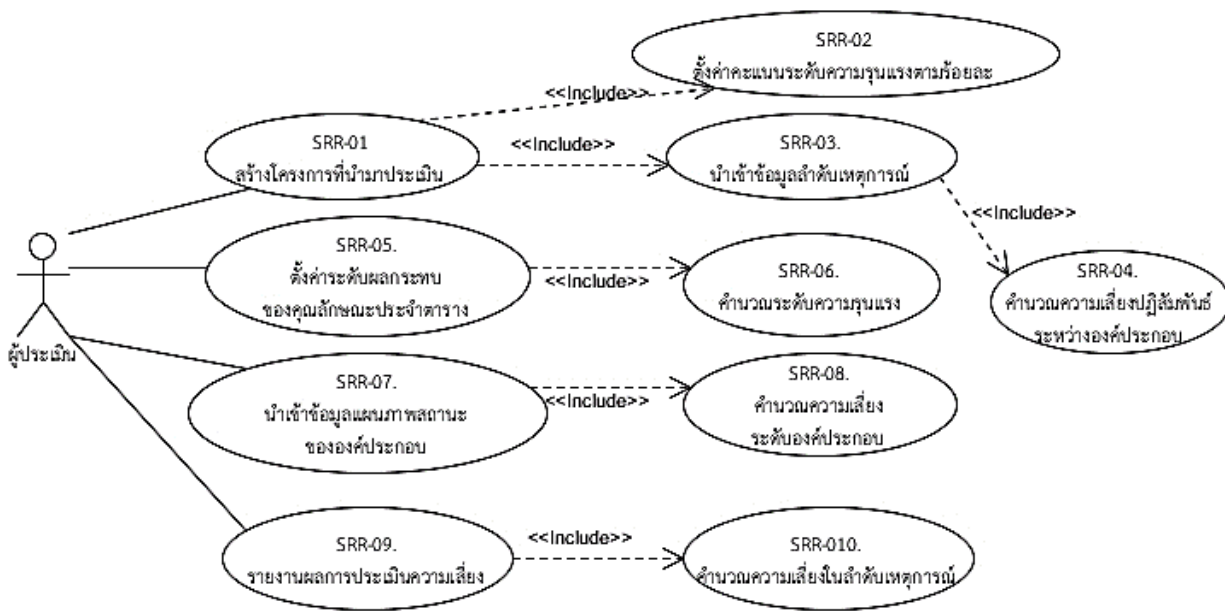 SRR-02
ตั้งค่าคะแนนระดับความรุนแรงตามร้อยละ
<<Include>>
SRR-01
สร้างโครงการที่นำมาประเมิน
<<Include>>
SRR-03.
นำเข้าข้อมูลลำดับเหตุการณ์
<<Include>>
SRR-04.
คำนวณความเสี่ยงปฏิสัมพันธ์
ระหว่างองค์ประกอบ
SRR-05.
ตั้งค่าระดับผลกระทบ
ของคุณลักษณะประจำตาราง
<<Include>>
SRR-06.
คำนวณระดับความรุนแรง
ผู้ประเมิน
SRR-07.
นำเข้าข้อมูลแผนภาพสถานะ
ขององค์ประกอบ
<<Include>>
SRR-08.
คำนวณความเสี่ยง
ระดับองค์ประกอบ
SRR-09.
รายงานผลการประเมินความเสี่ยง
<<Include>>
SRR-010.
คำนวณความเสี่ยงในลำดับเหตุการณ์